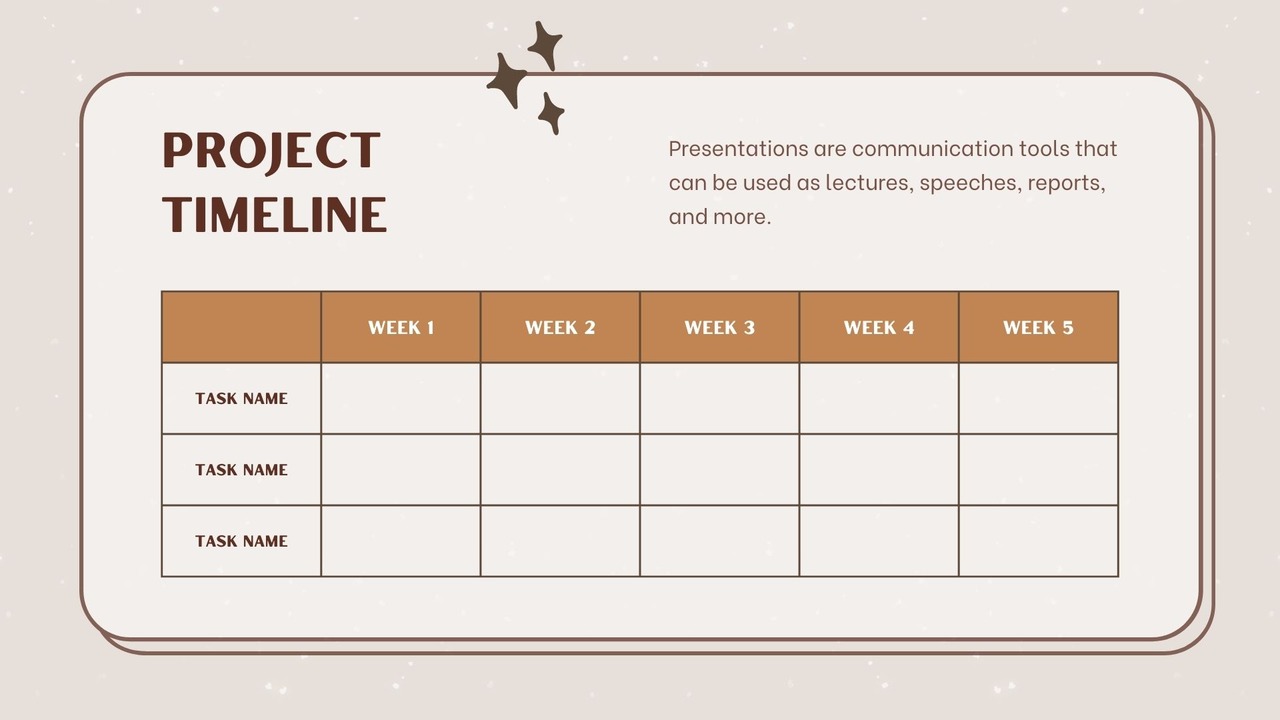 PROJECT
TIMELINE
Presentations are communication tools that
can be used as lectures, speeches, reports,
and more.
WEEK 1 WEEK 2 WEEK 3 WEEK 4 WEEK 5
TASK NAME
TASK NAME
TASK NAME